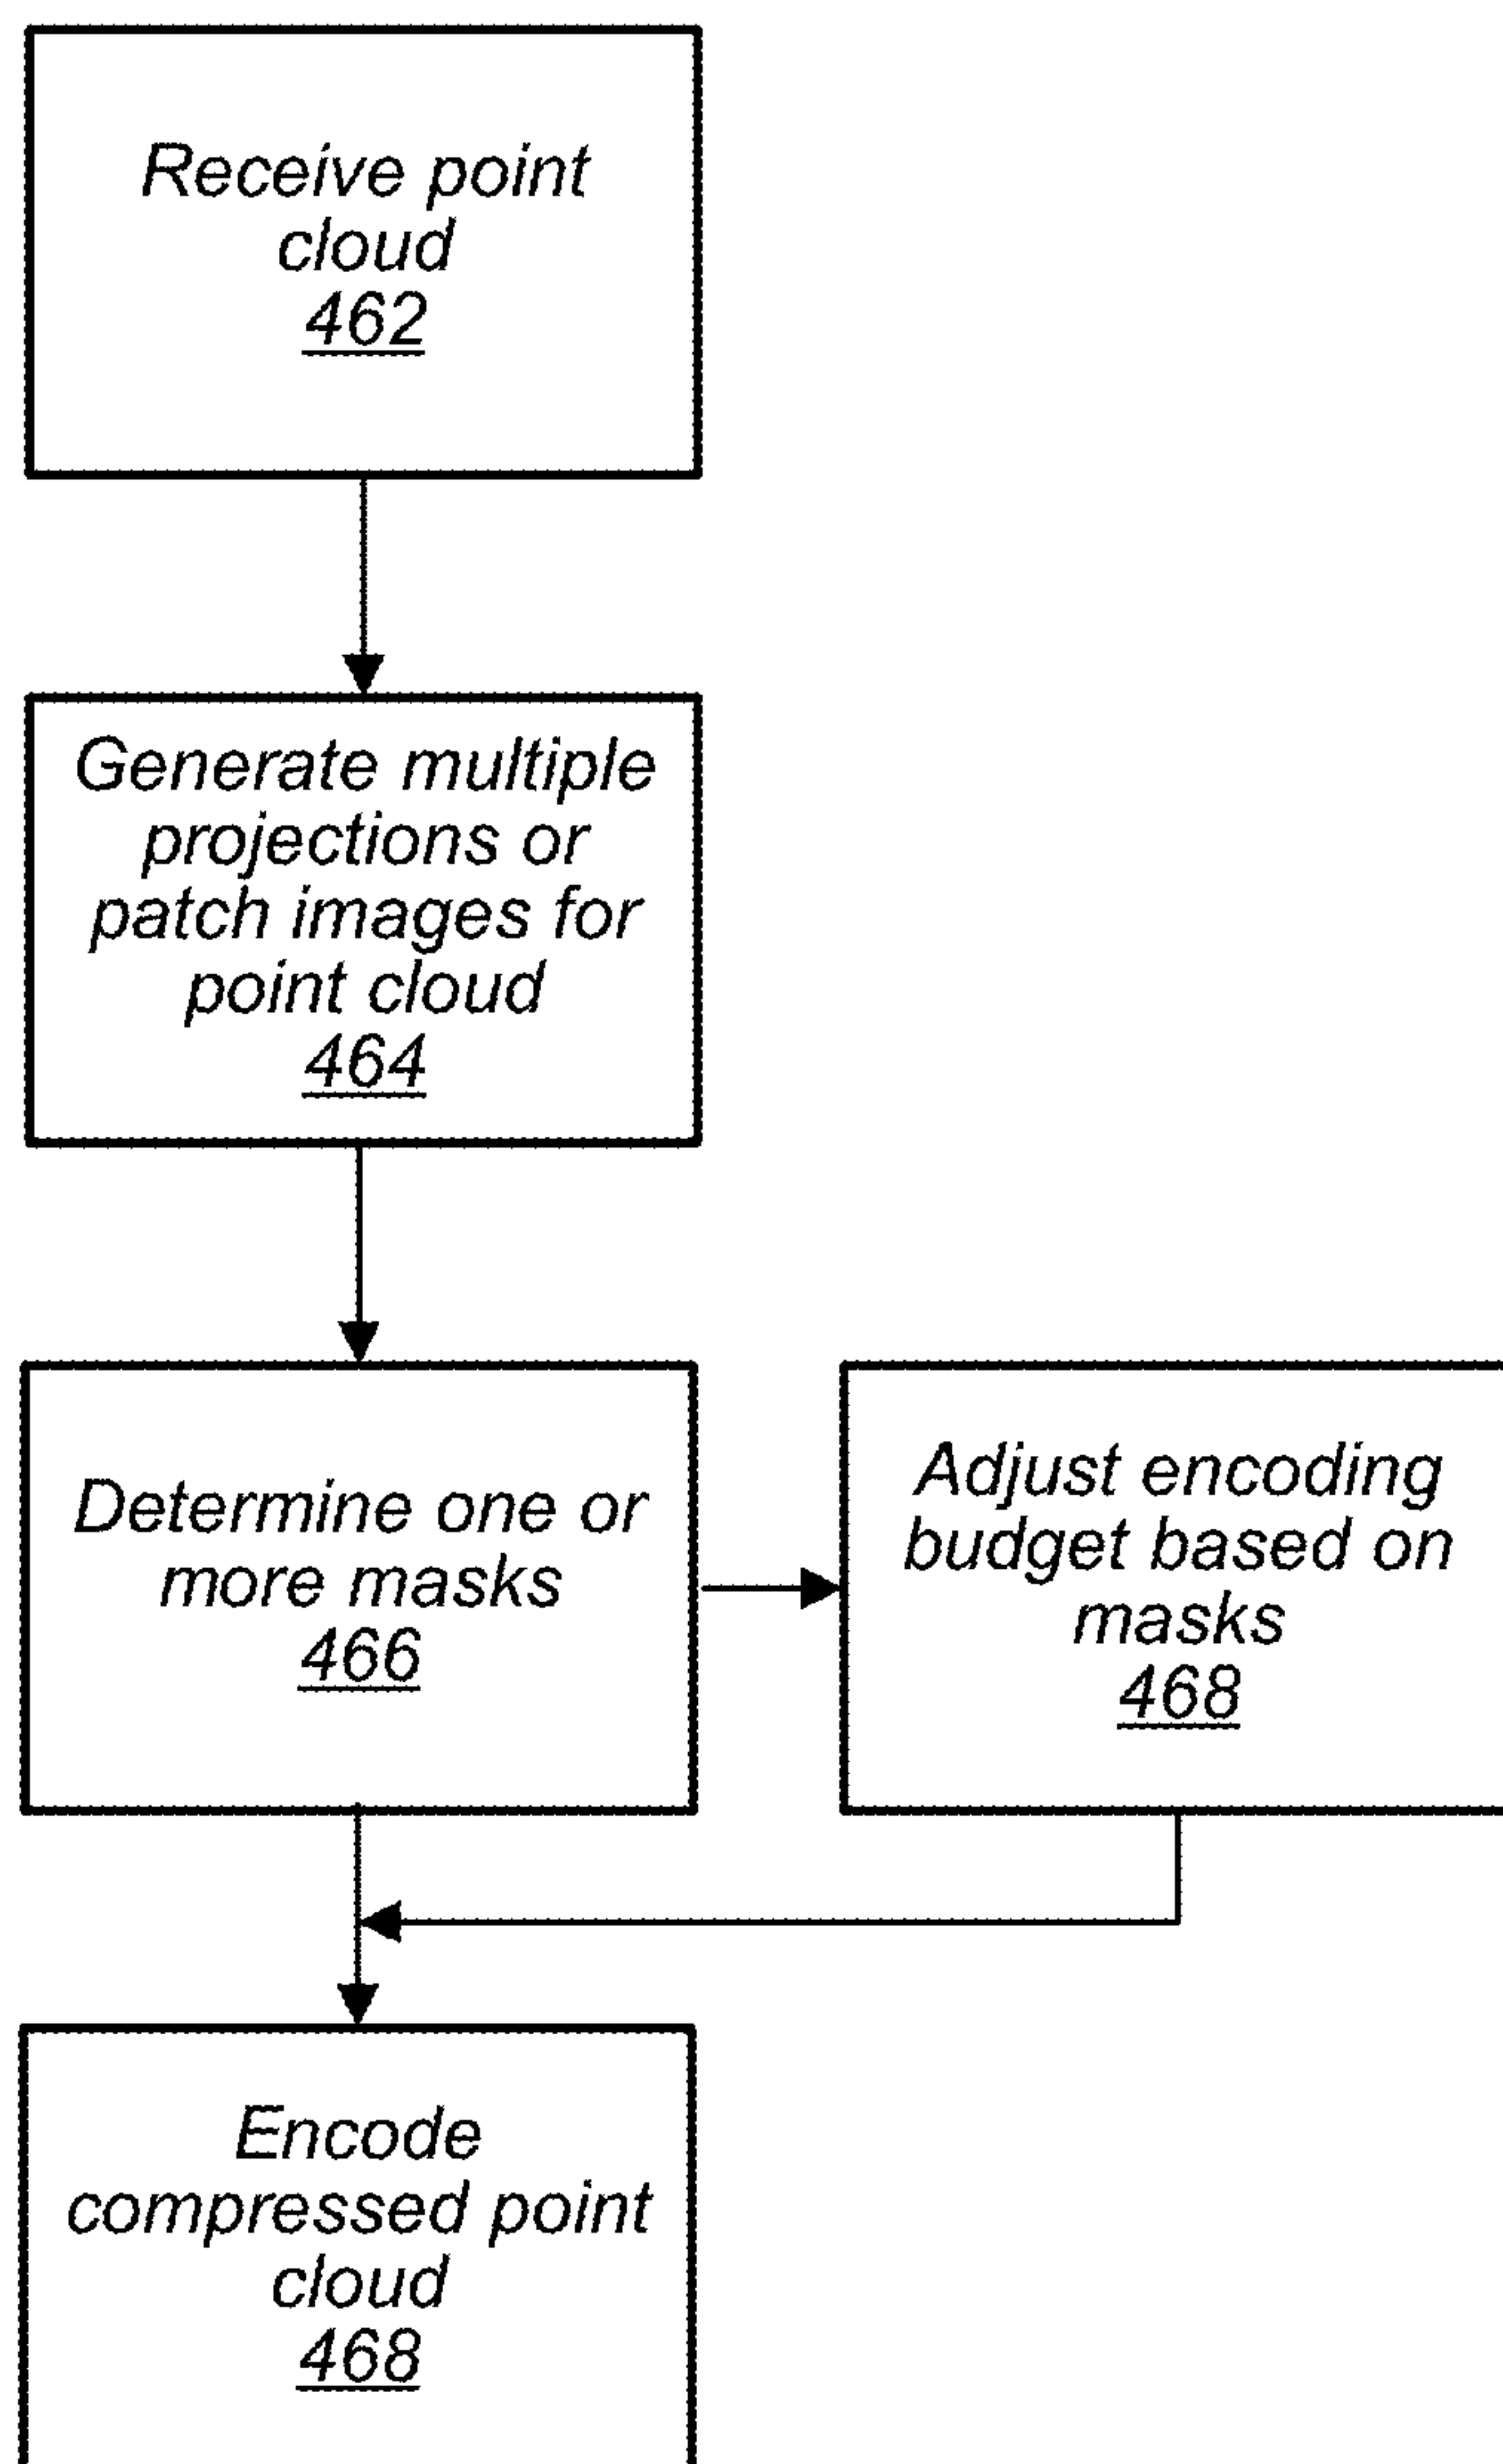 Receive point
cloud
462
Generate multiple
projections or
patch images for
point cloud
464
Determine one or
more masks
466
Adjust encoding
budget based on
masks
468
Encode
compressed point
cloud
468